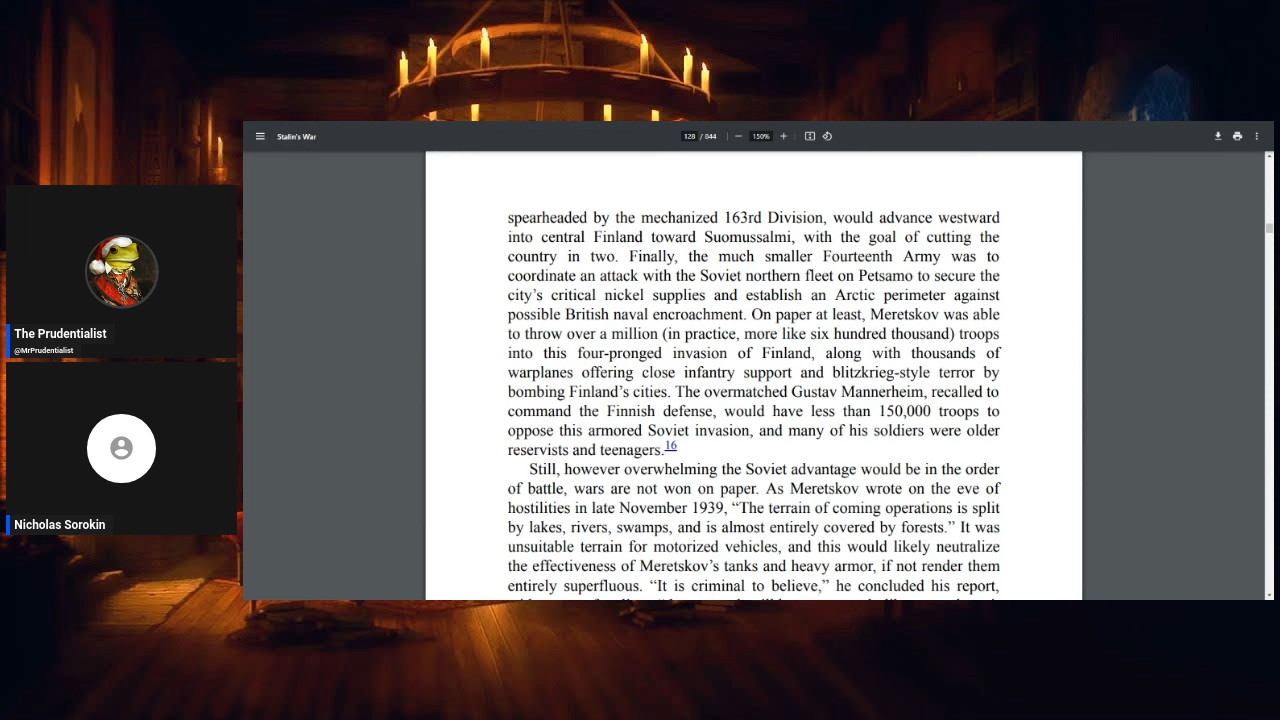 Stalin's War
128 / 844
150%
spearheaded by the mechanized 163rd Division, would advance westward
into central Finland toward Suomussalmi, with the goal of cutting the
country in two. Finally, the much smaller Fourteenth Army was to
coordinate an attack with the Soviet northern fleet on Petsamo to secure the
city’s critical nickel supplies and establish an Arctic perimeter against
possible British naval encroachment. On paper at least, Meretskov was able
to throw over a million (in practice, more like six hundred thousand) troops
into this four-pronged invasion of Finland, along with thousands of
warplanes offering close infantry support and blitzkrieg-style terror by
bombing Finland’s cities. The overmatched Gustav Mannerheim, recalled to
command the Finnish defense, would have less than 150,000 troops to
oppose this armored Soviet invasion, and many of his soldiers were older
reservists and teenagers.16
Still, however overwhelming the Soviet advantage would be in the order
of battle, wars are not won on paper. As Meretskov wrote on the eve of
hostilities in late November 1939, “The terrain of coming operations is split
by lakes, rivers, swamps, and is almost entirely covered by forests.” It was
unsuitable terrain for motorized vehicles, and this would likely neutralize
the effectiveness of Meretskov’s tanks and heavy armor, if not render them
entirely superfluous. “It is criminal to believe,” he concluded his report,
The Prudentialist
@MrPrudentialist
Nicholas Sorokin